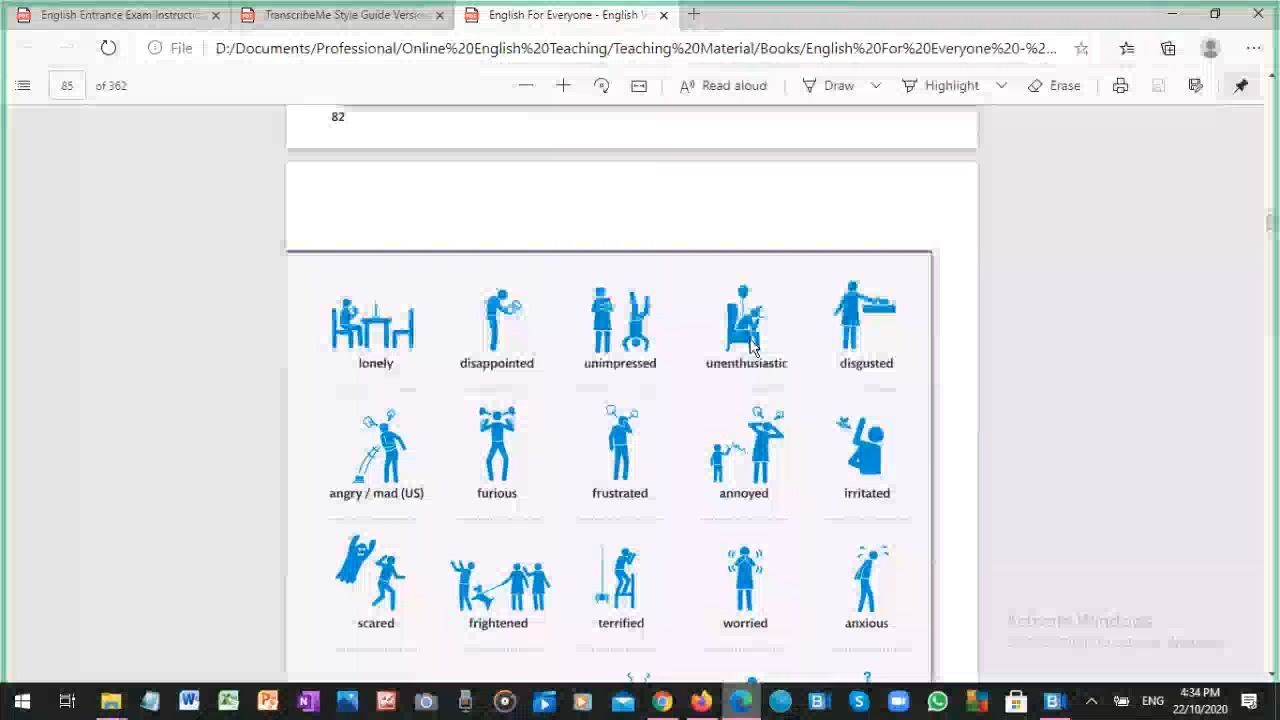 English Entrance Exam Instructi
TranscribeMe Style Guide Versio
English For Everyone - English V
File
D:/Documents/Professional/Online%20English%20Teaching/Teaching%20Material/Books/English%20For%20Everyone%20-%2...
85 of 362
Read aloud
Draw
Highlight
Erase
82
lonely
disappointed
unimpressed
unenthusiastic
disgusted
angry / mad (US)
furious
frustrated
annoyed
irritated
scared
frightened
terrified
worried
anxious
ENG
4:34 PM
22/10/2020